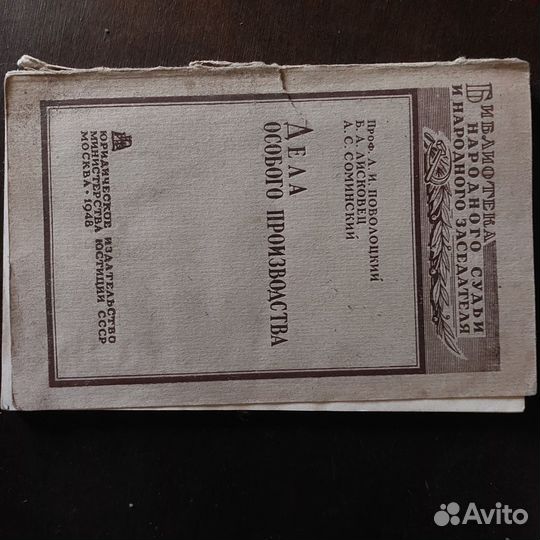 БИБЛИОТЕКА
НАРОДНОГО СУДЬИ
И НАРОДНОГО ЗАСЕДАТЕЛЯ
Проф. Л. И. ПОВОЛОЦКИЙ
Б. А. ЛИСКОВЕЦ
А. С. СОМИНСКИЙ
ДЕЛА
ОСОБОГО ПРОИЗВОДСТВА
ЮРИДИЧЕСКОЕ ИЗДАТЕЛЬСТВО
МИНИСТЕРСТВА ЮСТИЦИИ СССР
МОСКВА · 1948
Avito